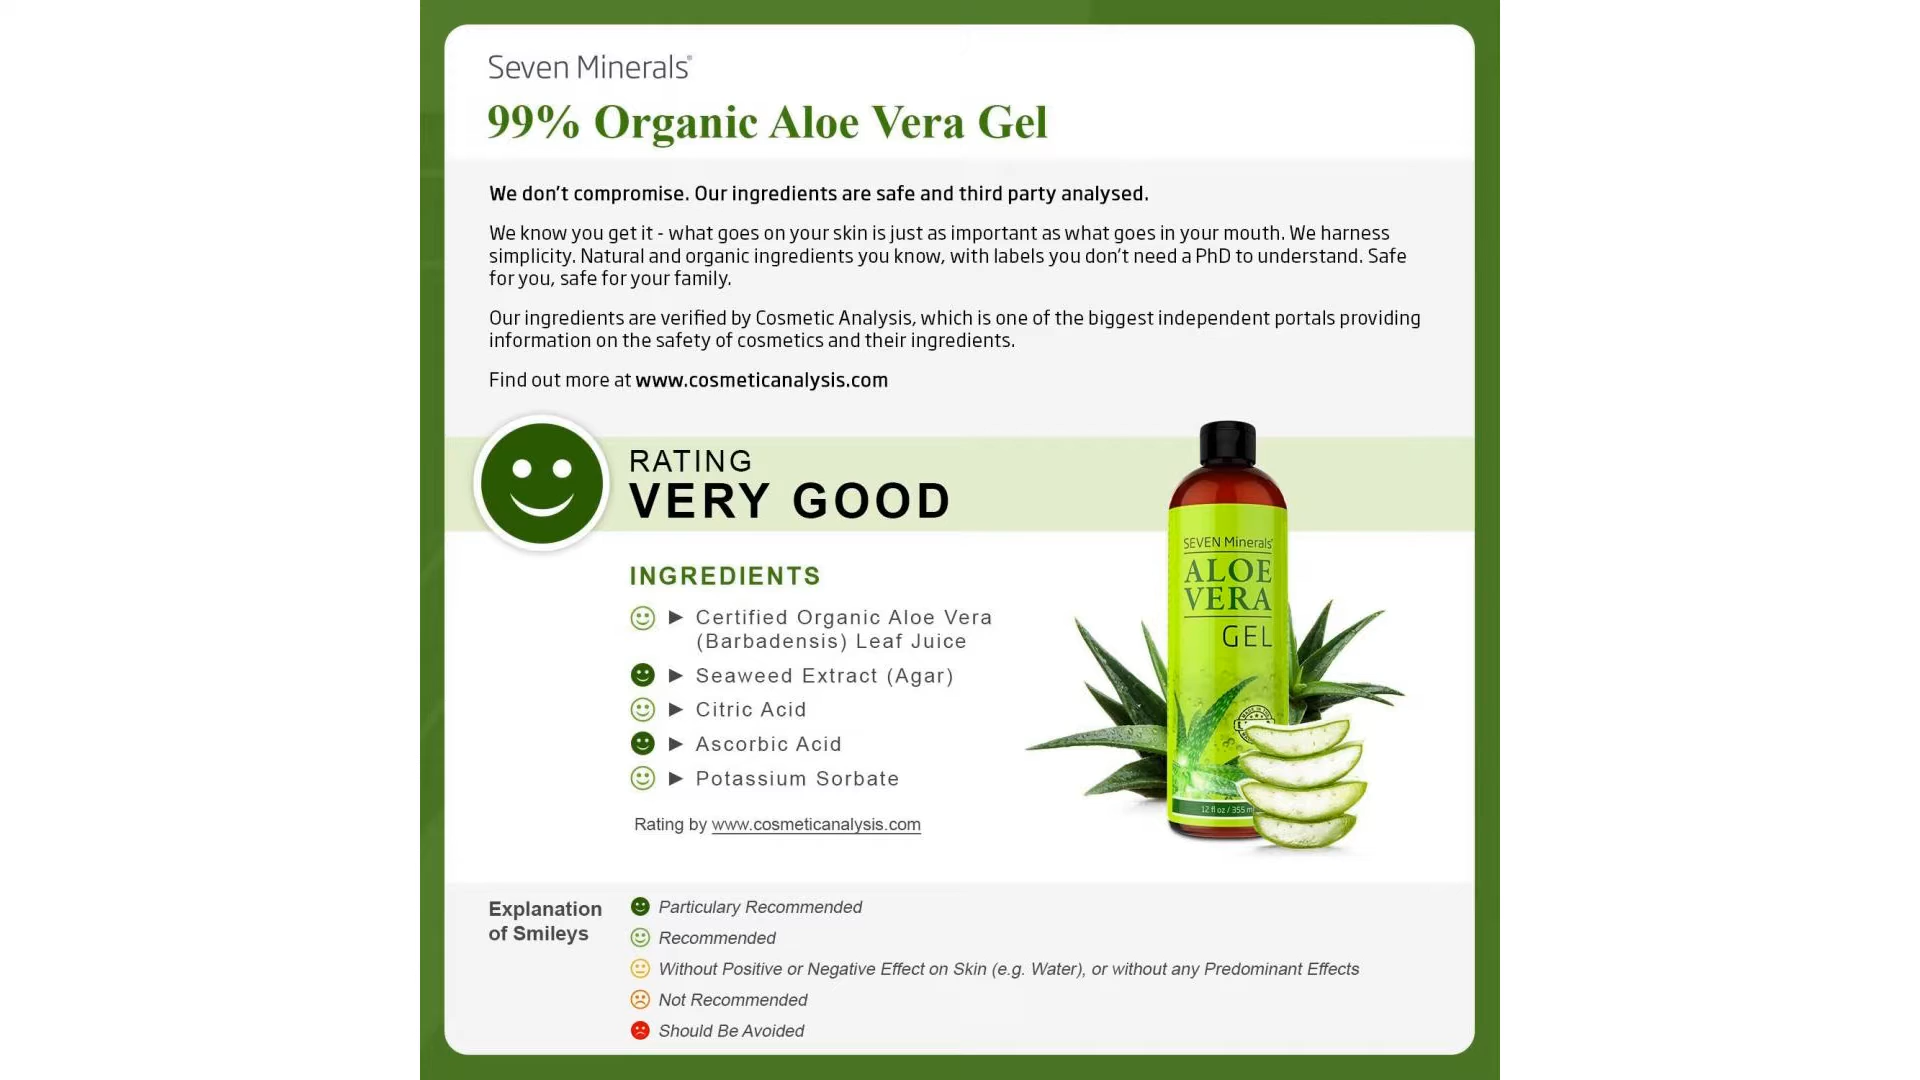 Seven Minerals®
99% Organic Aloe Vera Gel
We don't compromise. Our ingredients are safe and third party analysed.
We know you get it - what goes on your skin is just as important as what goes in your mouth. We harness
simplicity. Natural and organic ingredients you know, with labels you don't need a PhD to understand. Safe
for you, safe for your family.
Our ingredients are verified by Cosmetic Analysis, which is one of the biggest independent portals providing
information on the safety of cosmetics and their ingredients.
Find out more at www.cosmeticanalysis.com
RATING
VERY GOOD
INGREDIENTS
► Certified Organic Aloe Vera
(Barbadensis) Leaf Juice
► Seaweed Extract (Agar)
► Citric Acid
► Ascorbic Acid
► Potassium Sorbate
Rating by www.cosmeticanalysis.com
SEVEN Minerals®
ALOE
VERA
GEL
12 fl oz / 355 m
Explanation
of Smileys
Particulary Recommended
Recommended
Without Positive or Negative Effect on Skin (e.g. Water), or without any Predominant Effects
Not Recommended
Should Be Avoided